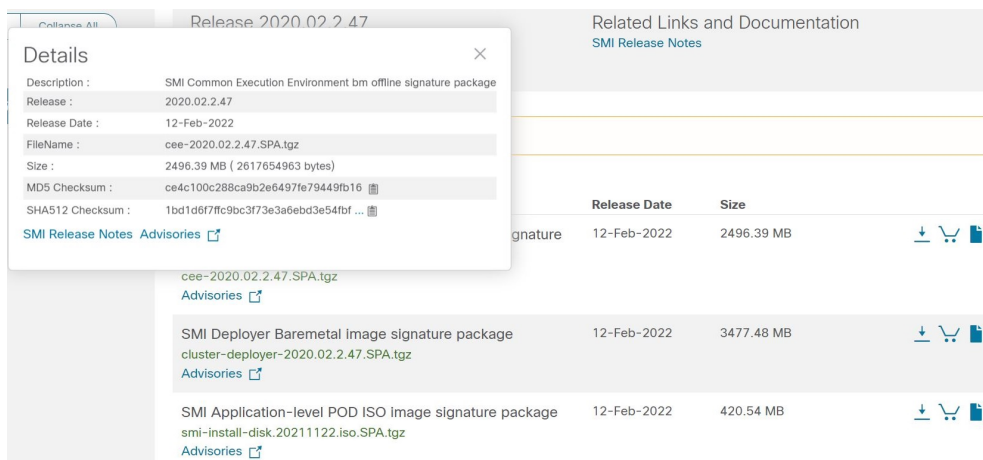 Collapse All
Release 2020.02.2.47
Related Links and Documentation
SMI Release Notes
Details
Description : SMI Common Execution Environment bm offline signature package
Release : 2020.02.2.47
Release Date : 12-Feb-2022
FileName : cee-2020.02.2.47.SPA.tgz
Size : 2496.39 MB ( 2617654963 bytes)
MD5 Checksum : ce4c100c288ca9b2e6497fe79449fb16
SHA512 Checksum : 1bd1d6f7ffc9bc3f73e3a6ebd3e54fbf ...
SMI Release Notes Advisories
Release Date Size
gnature 12-Feb-2022 2496.39 MB
cee-2020.02.2.47.SPA.tgz
Advisories
SMI Deployer Baremetal image signature package 12-Feb-2022 3477.48 MB
cluster-deployer-2020.02.2.47.SPA.tgz
Advisories
SMI Application-level POD ISO image signature package 12-Feb-2022 420.54 MB
smi-install-disk.20211122.iso.SPA.tgz
Advisories